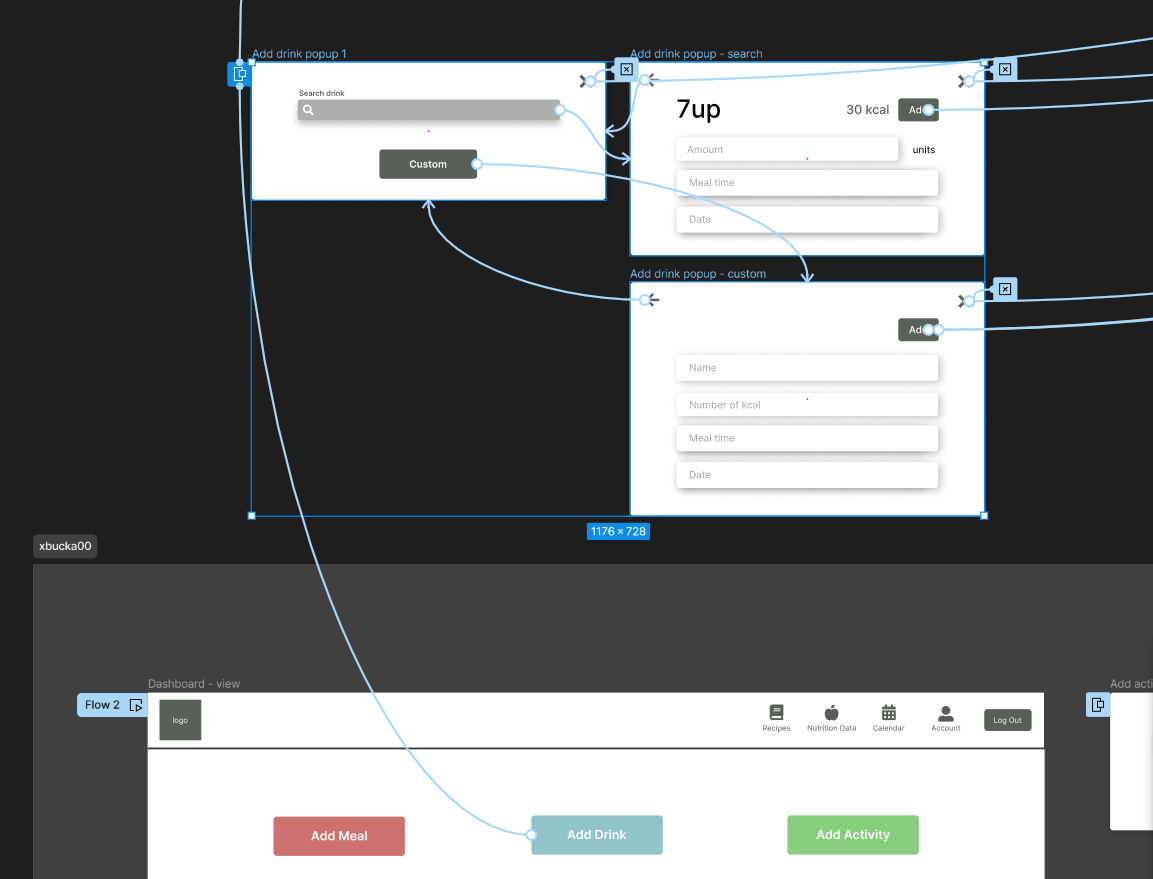 Add drink popup 1
Search drink
Custom
Add drink popup - search
7up
30 kcal
Ad
Amount
units
Meal time
Date
Add drink popup - custom
Ad
Name
Number of kcal
Meal time
Date
1176 × 728
xbucka00
Dashboard - view
Flow 2
logo
Recipes
Nutrition Data
Calendar
Account
Log Out
Add acti
Add Meal
Add Drink
Add Activity